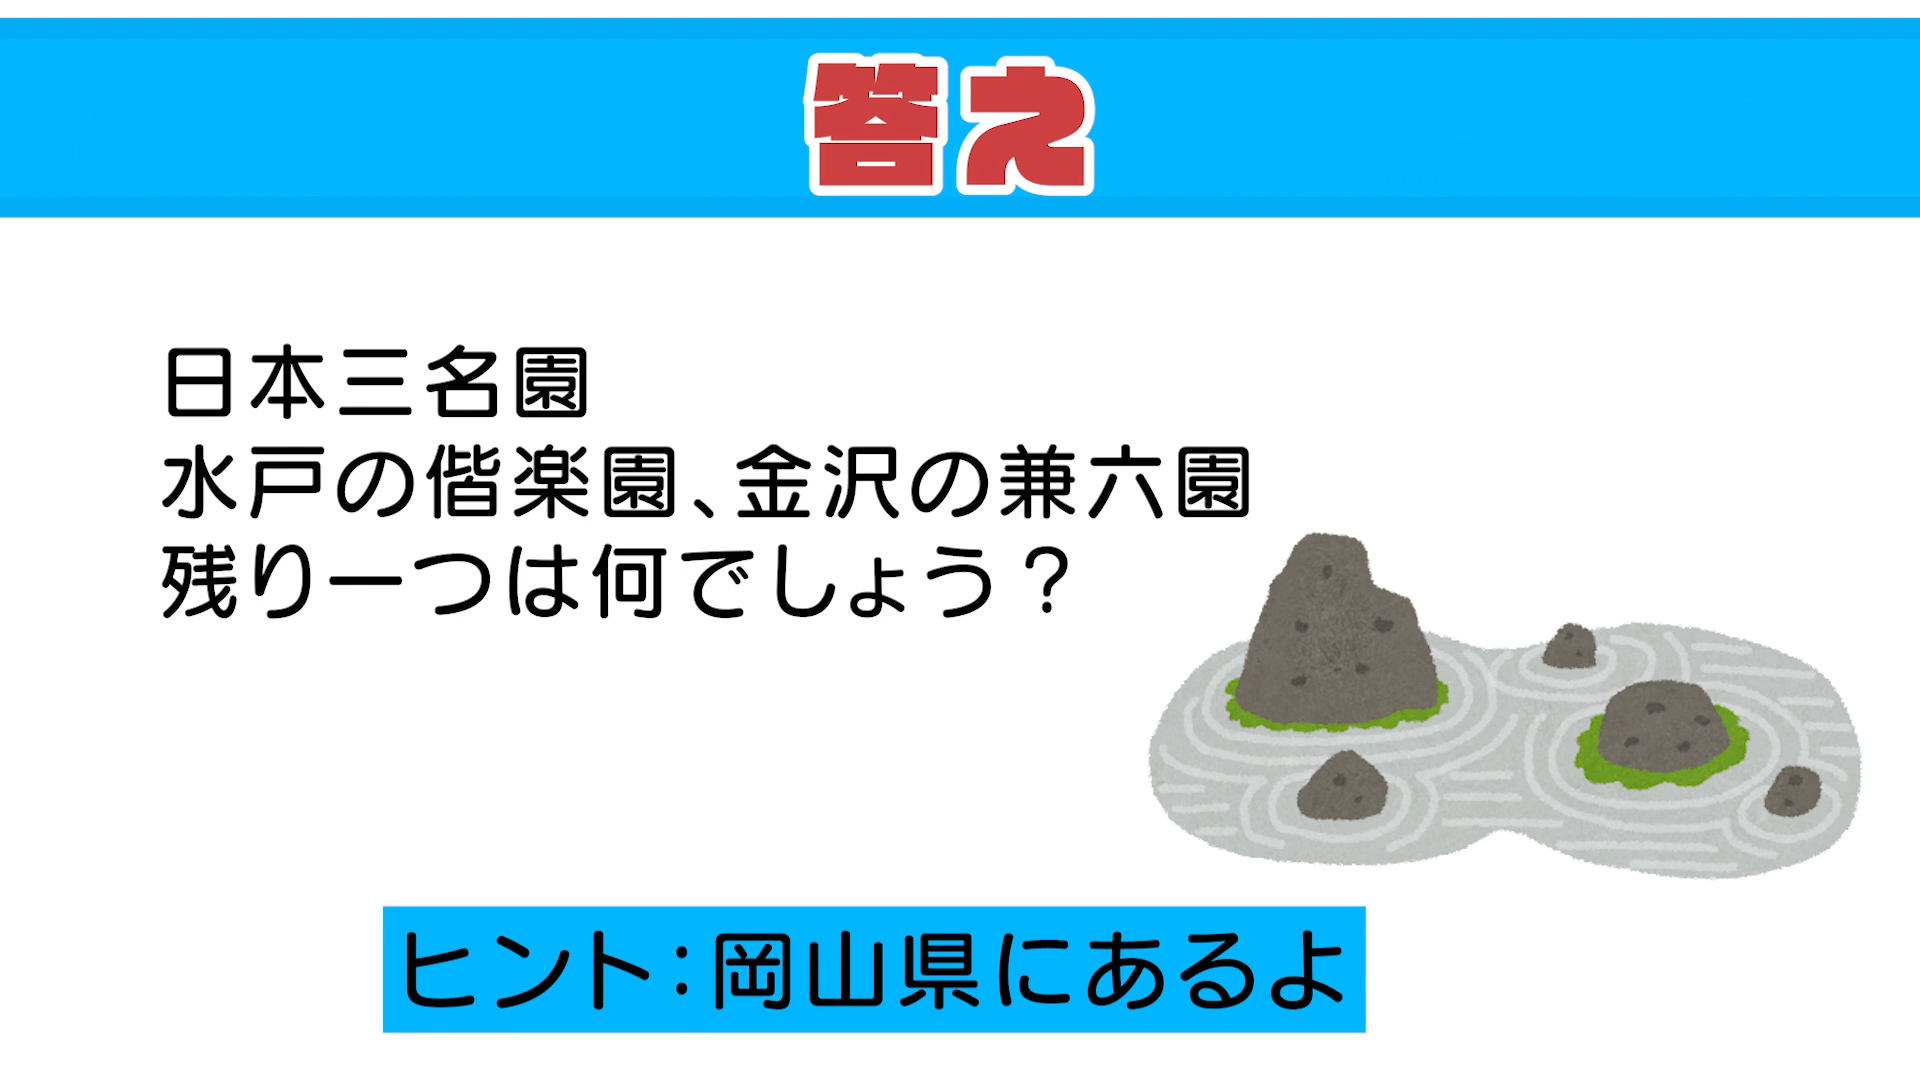 答え
日本三名園
水戸の偕楽園、金沢の兼六園
残り一つは何でしょう？
ヒント：岡山県にあるよ